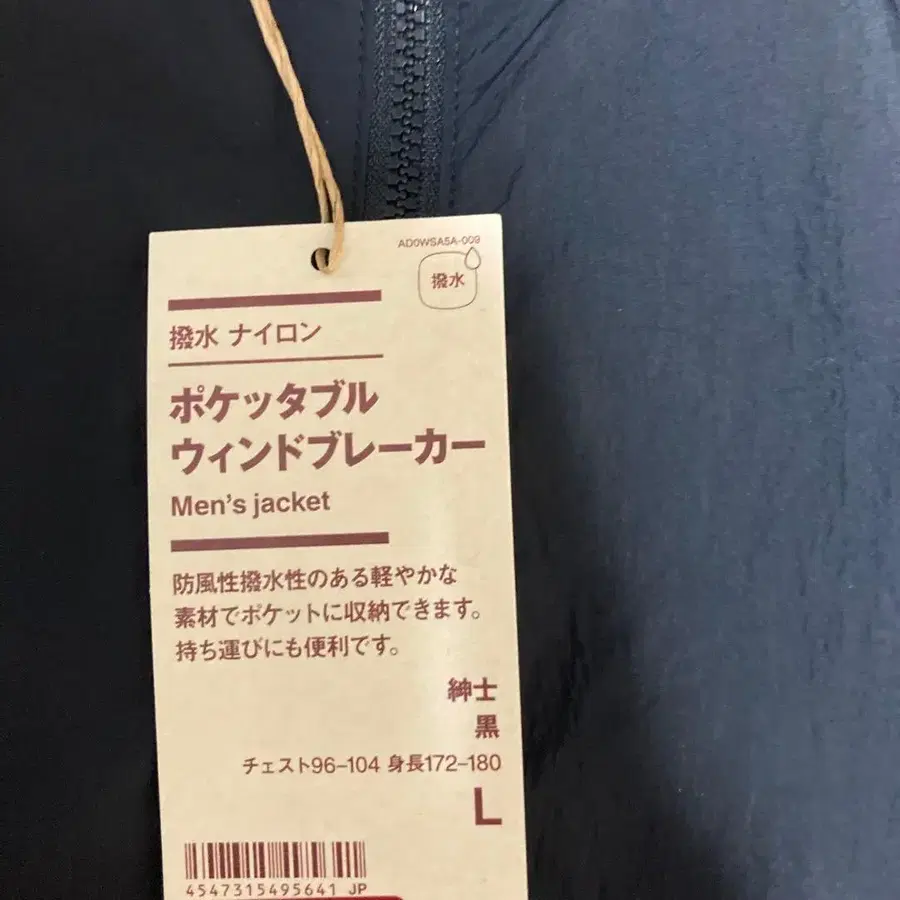 AD0WSA5A-009
撥水
撥水 ナイロン
ポケッタブル
ウィンドブレーカー
Men's jacket
防風性撥水性のある軽やかな
素材でポケットに収納できます。
持ち運びにも便利です。
紳士
黒
チェスト96-104 身長172-180
L
4547315495641 JP